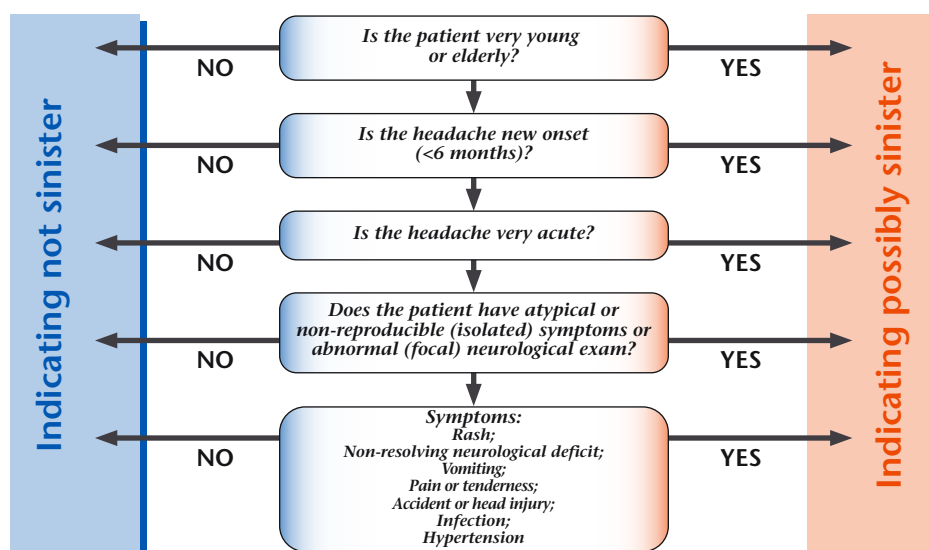 Indicating not sinister
Is the patient very young
or elderly?
NO
YES
Is the headache new onset
(<6 months)?
NO
YES
Is the headache very acute?
NO
YES
Does the patient have atypical or
non-reproducible (isolated) symptoms or
abnormal (focal) neurological exam?
NO
YES
Symptoms:
Rash;
Non-resolving neurological deficit;
Vomiting;
Pain or tenderness;
Accident or head injury;
Infection;
Hypertension
NO
YES
Indicating possibly sinister